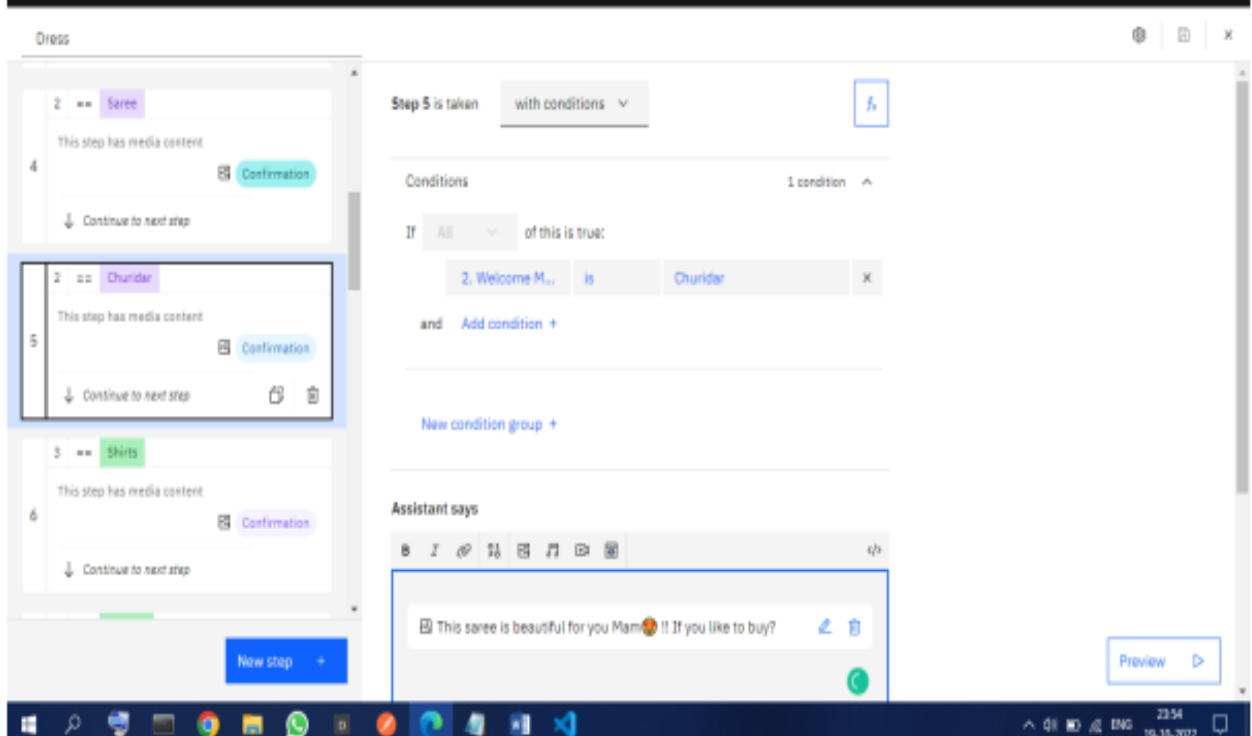 Dress
2 == Saree
This step has media content
4
Confirmation
Continue to next step
2 == Churidar
This step has media content
5
Confirmation
Continue to next step
3 == Shirts
This step has media content
6
Confirmation
Continue to next step
New step +
Step 5 is taken with conditions
fx
Conditions 1 condition
If All of this is true:
2. Welcome M... is Churidar ×
and Add condition +
New condition group +
Assistant says
B I </>
This saree is beautiful for you Mam🤩 !! If you like to buy?
Preview
ENG 23:54
19-10-2022